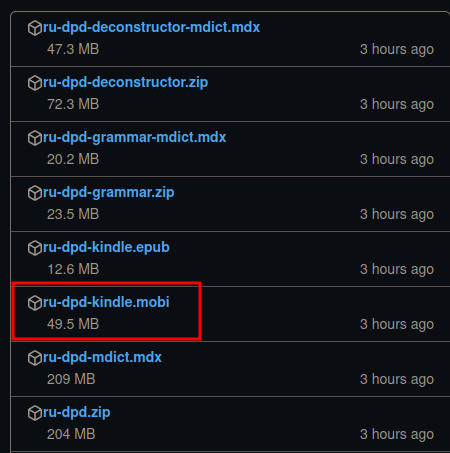 ru-dpd-deconstructor-mdict.mdx
47.3 MB 3 hours ago
ru-dpd-deconstructor.zip
72.3 MB 3 hours ago
ru-dpd-grammar-mdict.mdx
20.2 MB 3 hours ago
ru-dpd-grammar.zip
23.5 MB 3 hours ago
ru-dpd-kindle.epub
12.6 MB 3 hours ago
ru-dpd-kindle.mobi
49.5 MB 3 hours ago
ru-dpd-mdict.mdx
209 MB 3 hours ago
ru-dpd.zip
204 MB 3 hours ago